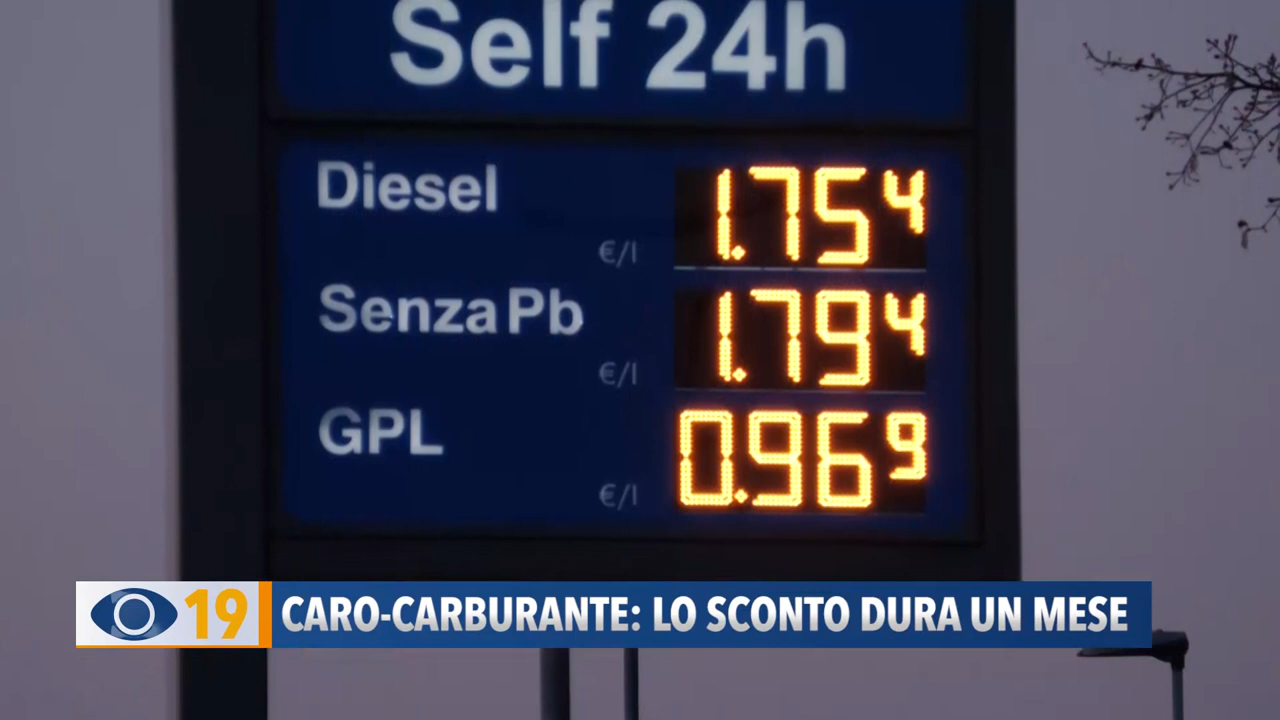 Self 24h
Diesel €/l 1.754
Senza Pb €/l 1.794
GPL €/l 0.969
19 CARO-CARBURANTE: LO SCONTO DURA UN MESE